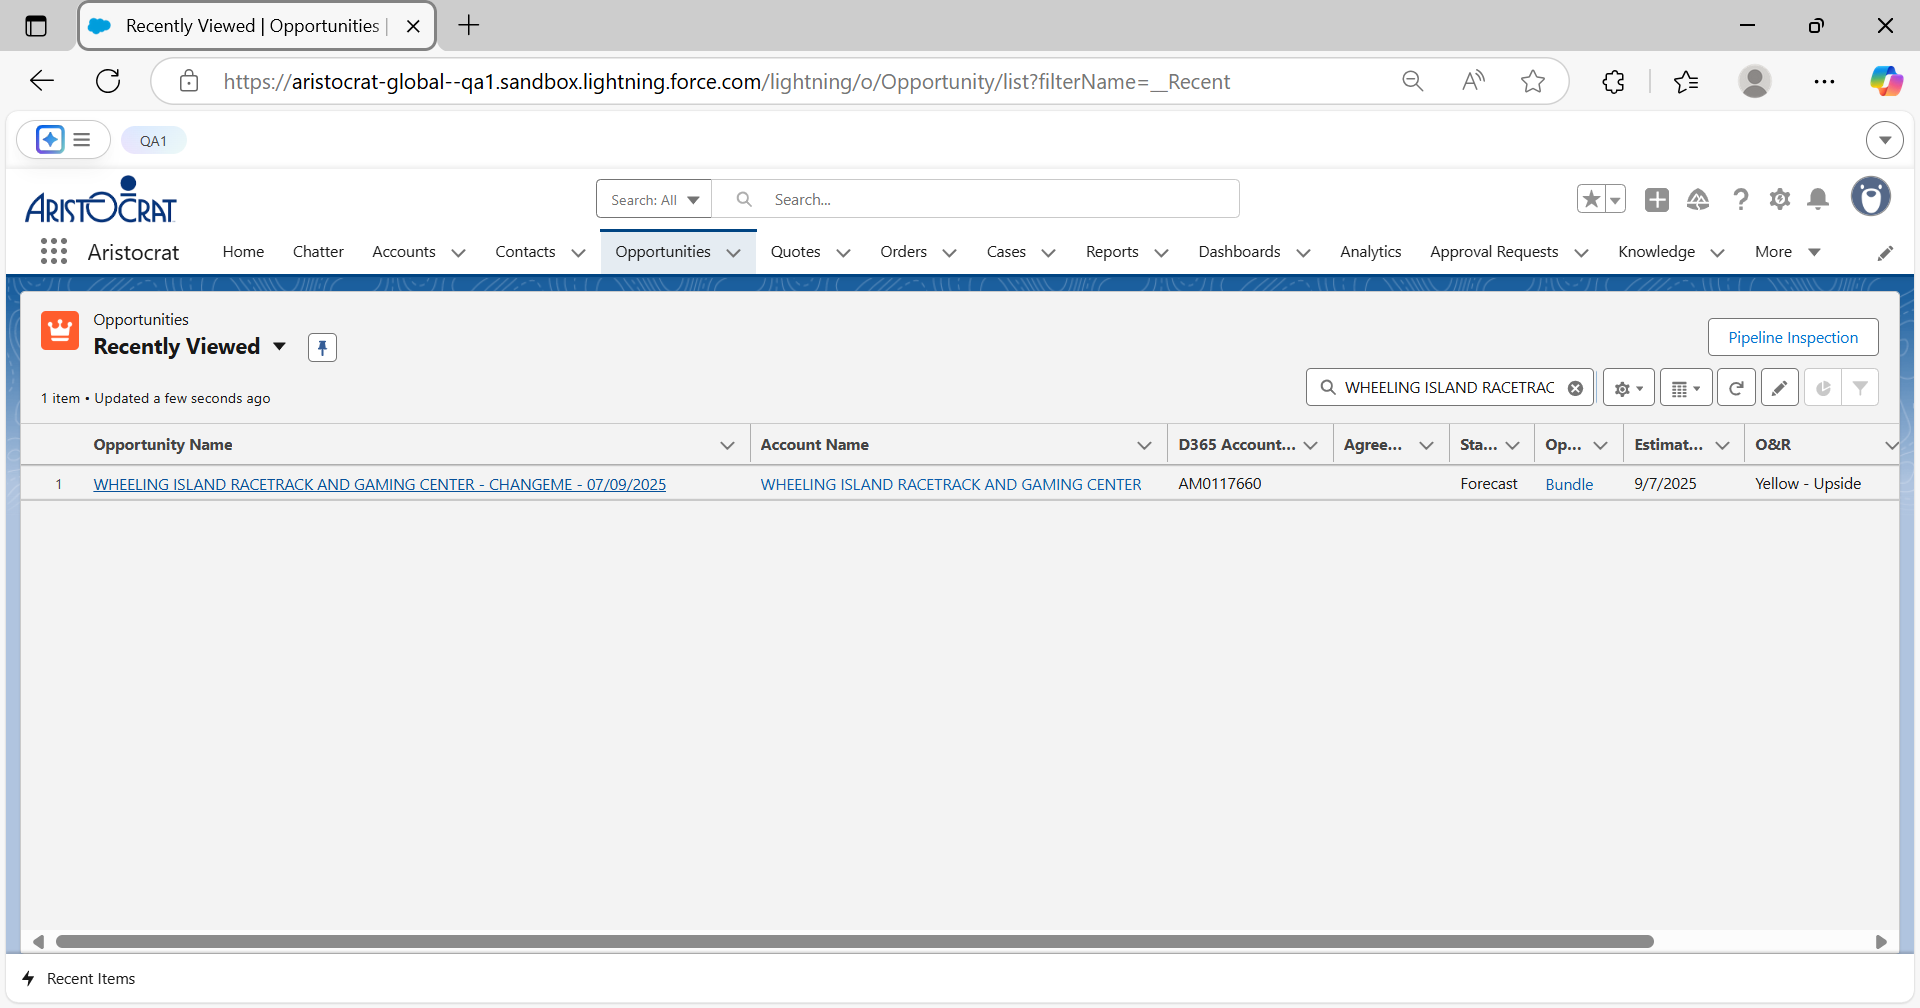 Recently Viewed | Opportunities |
https://aristocrat-global--qa1.sandbox.lightning.force.com/lightning/o/Opportunity/list?filterName=__Recent
QA1
ARISTOCRAT
Search: All
Search...
Aristocrat
Home
Chatter
Accounts
Contacts
Opportunities
Quotes
Orders
Cases
Reports
Dashboards
Analytics
Approval Requests
Knowledge
More
Opportunities
Recently Viewed
Pipeline Inspection
1 item • Updated a few seconds ago
WHEELING ISLAND RACETRAC
Opportunity Name
Account Name
D365 Account...
Agree...
Sta...
Op...
Estimat...
O&R
1
WHEELING ISLAND RACETRACK AND GAMING CENTER - CHANGEME - 07/09/2025
WHEELING ISLAND RACETRACK AND GAMING CENTER
AM0117660
Forecast
Bundle
9/7/2025
Yellow - Upside
Recent Items